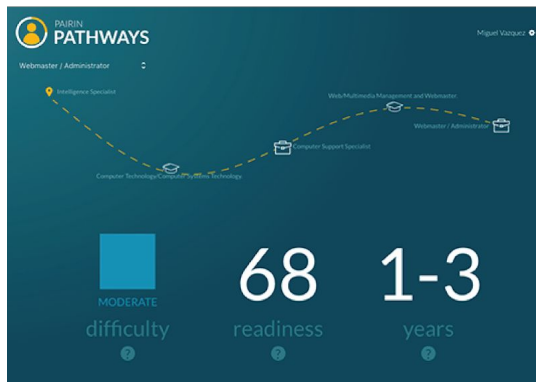 PAIRIN
PATHWAYS
Miguel Vazquez
Webmaster / Administrator
Intelligence Specialist
Web/Multimedia Management and Webmaster
Webmaster / Administrator
Computer Support Specialist
Computer Technology/Computer Systems Technology
MODERATE
difficulty
?
68
readiness
?
1-3
years
?